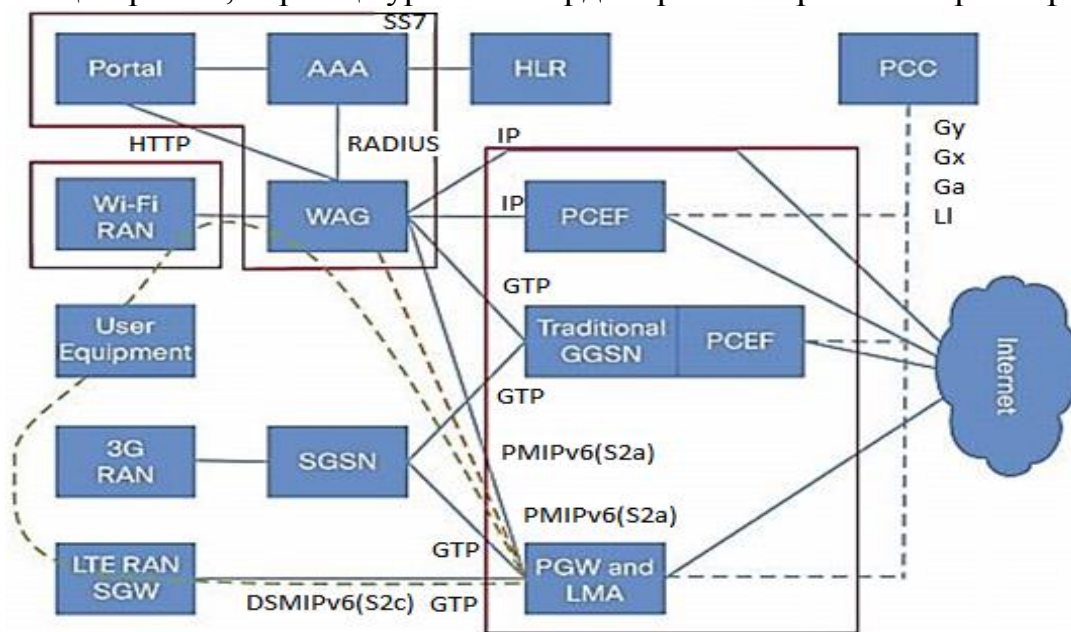 SS7
Portal
AAA
HLR
PCC
HTTP
RADIUS
IP
Gy
Gx
Ga
Ll
Wi-Fi
RAN
WAG
IP
PCEF
GTP
User
Equipment
Traditional
GGSN
PCEF
Internet
GTP
3G
RAN
SGSN
PMIPv6(S2a)
PMIPv6(S2a)
GTP
LTE RAN
SGW
PGW and
LMA
DSMIPv6(S2c)
GTP